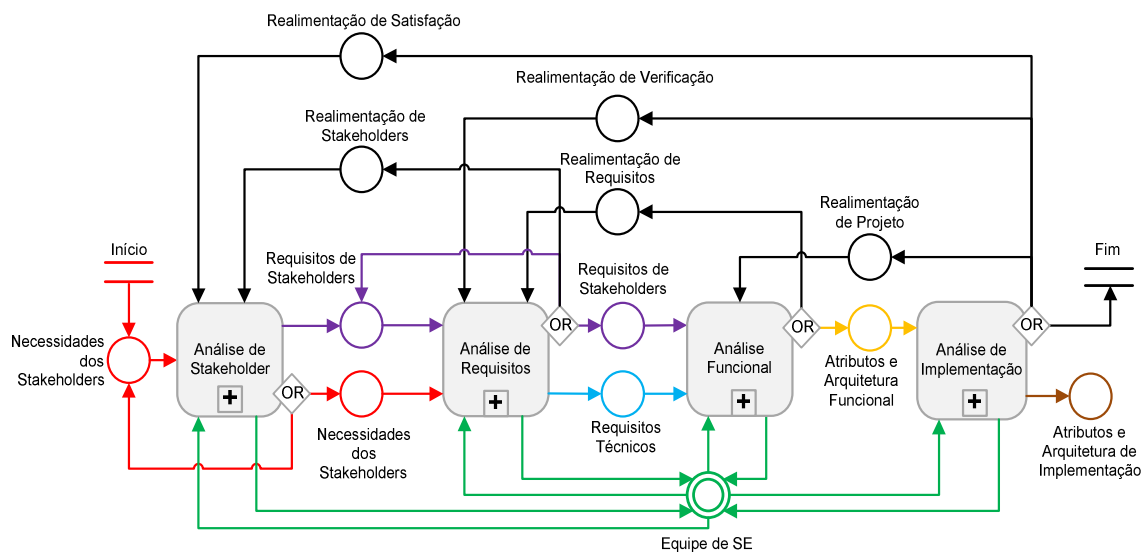 Realimentação de Satisfação
Realimentação de Verificação
Realimentação de
Stakeholders
Realimentação de
Requisitos
Realimentação
de Projeto
Início
Fim
Requisitos de
Stakeholders
Requisitos de
Stakeholders
Necessidades
dos
Stakeholders
Análise de
Stakeholder
OR
Necessidades
dos
Stakeholders
Análise de
Requisitos
OR
Requisitos
Técnicos
Análise
Funcional
OR
Atributos e
Arquitetura
Funcional
Análise de
Implementação
OR
Atributos e
Arquitetura de
Implementação
Equipe de SE